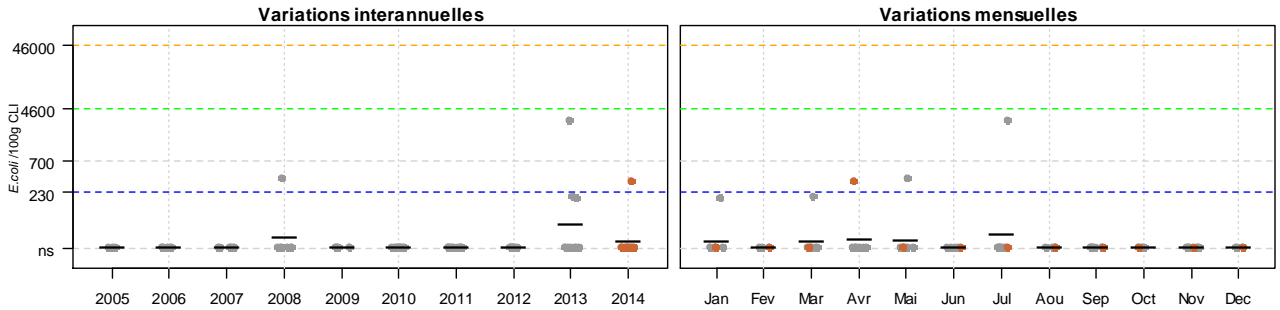 Variations interannuelles
Variations mensuelles
E.coli /100g CLI
46000
4600
700
230
ns
2005 2006 2007 2008 2009 2010 2011 2012 2013 2014
Jan Fev Mar Avr Mai Jun Jul Aou Sep Oct Nov Dec